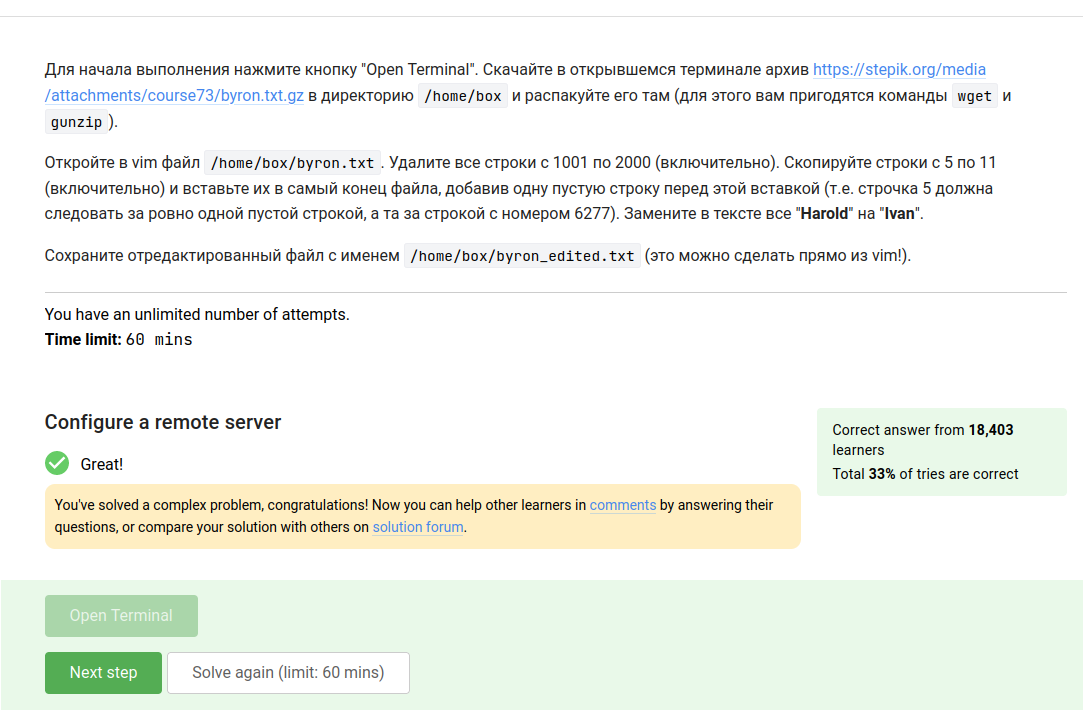 Для начала выполнения нажмите кнопку "Open Terminal". Скачайте в открывшемся терминале архив https://stepik.org/media
/attachments/course73/byron.txt.gz в директорию /home/box и распакуйте его там (для этого вам пригодятся команды wget и
gunzip ).
Откройте в vim файл /home/box/byron.txt . Удалите все строки с 1001 по 2000 (включительно). Скопируйте строки с 5 по 11
(включительно) и вставьте их в самый конец файла, добавив одну пустую строку перед этой вставкой (т.е. строчка 5 должна
следовать за ровно одной пустой строкой, а та за строкой с номером 6277). Замените в тексте все "Harold" на "Ivan".
Сохраните отредактированный файл с именем /home/box/byron_edited.txt (это можно сделать прямо из vim!).
You have an unlimited number of attempts.
Time limit: 60 mins
Configure a remote server
Great!
You've solved a complex problem, congratulations! Now you can help other learners in comments by answering their
questions, or compare your solution with others on solution forum.
Correct answer from 18,403
learners
Total 33% of tries are correct
Open Terminal
Next step
Solve again (limit: 60 mins)